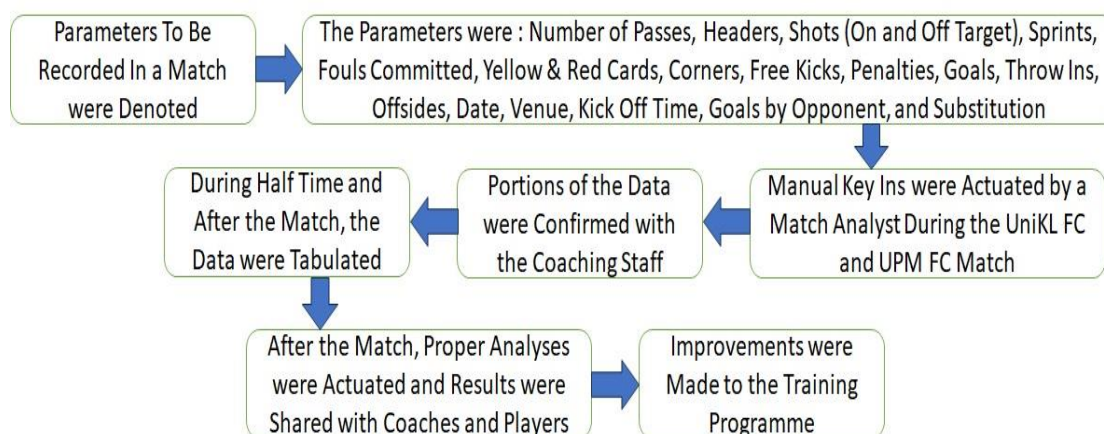 Parameters To Be
Recorded In a Match
were Denoted
The Parameters were : Number of Passes, Headers, Shots (On and Off Target), Sprints,
Fouls Committed, Yellow & Red Cards, Corners, Free Kicks, Penalties, Goals, Throw Ins,
Offsides, Date, Venue, Kick Off Time, Goals by Opponent, and Substitution
Manual Key Ins were Actuated by a
Match Analyst During the UniKL FC
and UPM FC Match
Portions of the Data
were Confirmed with
the Coaching Staff
During Half Time and
After the Match, the
Data were Tabulated
After the Match, Proper Analyses
were Actuated and Results were
Shared with Coaches and Players
Improvements were
Made to the Training
Programme